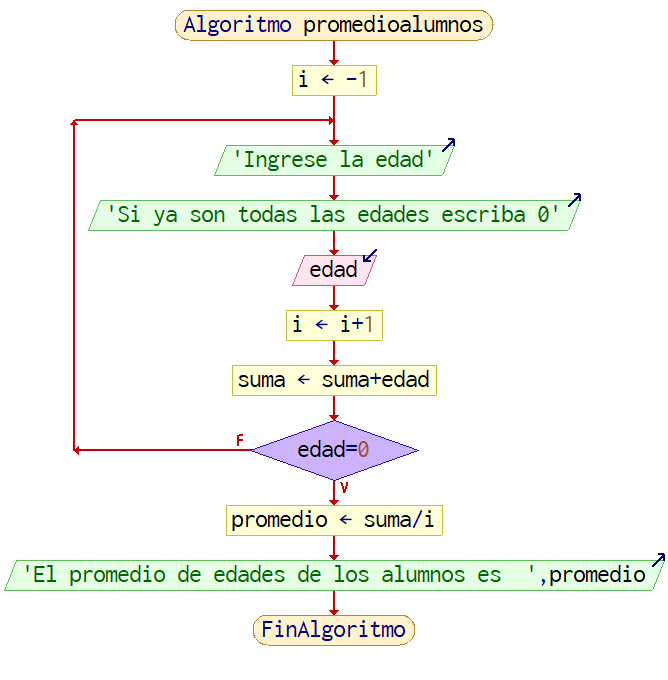 Algoritmo promedioalumnos
i ← -1
'Ingrese la edad'
'Si ya son todas las edades escriba 0'
edad
i ← i+1
suma ← suma+edad
F
edad=0
V
promedio ← suma/i
'El promedio de edades de los alumnos es  ',promedio
FinAlgoritmo